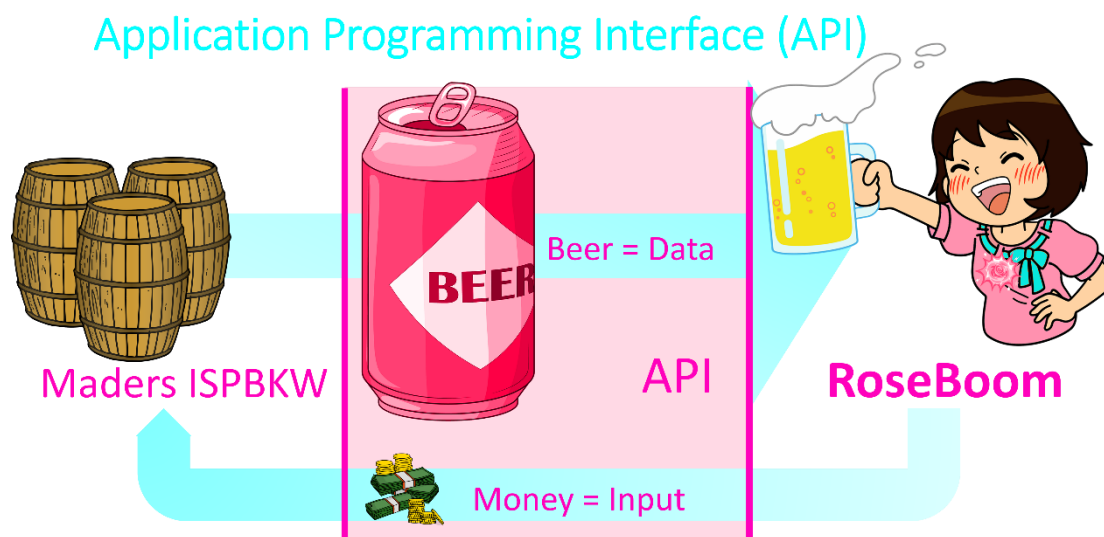 Application Programming Interface (API)
BEER
Beer = Data
Maders ISPBKW
API
RoseBoom
Money = Input